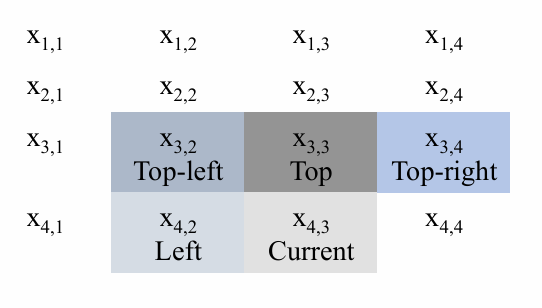 x1,1 x1,2 x1,3 x1,4
x2,1 x2,2 x2,3 x2,4
x3,1 x3,2 x3,3 x3,4
Top-left Top Top-right
x4,1 x4,2 x4,3 x4,4
Left Current